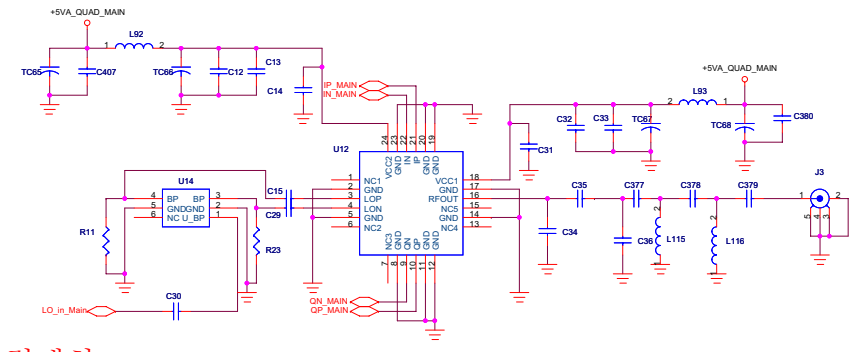 +5VA_QUAD_MAIN
L92
1 2
TC65
C407
TC66
C12
C13
C14
IP_MAIN
IN_MAIN
+5VA_QUAD_MAIN
L93
2 1
C32
C33
TC67
TC68
C380
C31
U12
24 23 22 21 20 19
VCC2 GND IN IP GND GND
1 NC1
2 GND
3 LOP
4 LON
5 GND
6 NC2
VCC1 18
GND 17
RFOUT 16
NC5 15
GND 14
NC4 13
NC3 GND QN QP GND GND
7 8 9 10 11 12
U14
4 BP BP 3
5 GND GND 2
6 NC U_BP 1
C15
C29
R11
R23
C30
LO_in_Main
QN_MAIN
QP_MAIN
C35
C377
C378
C379
C34
C36
L115
2 1
L116
2 1
J3
1 2
5 4 3